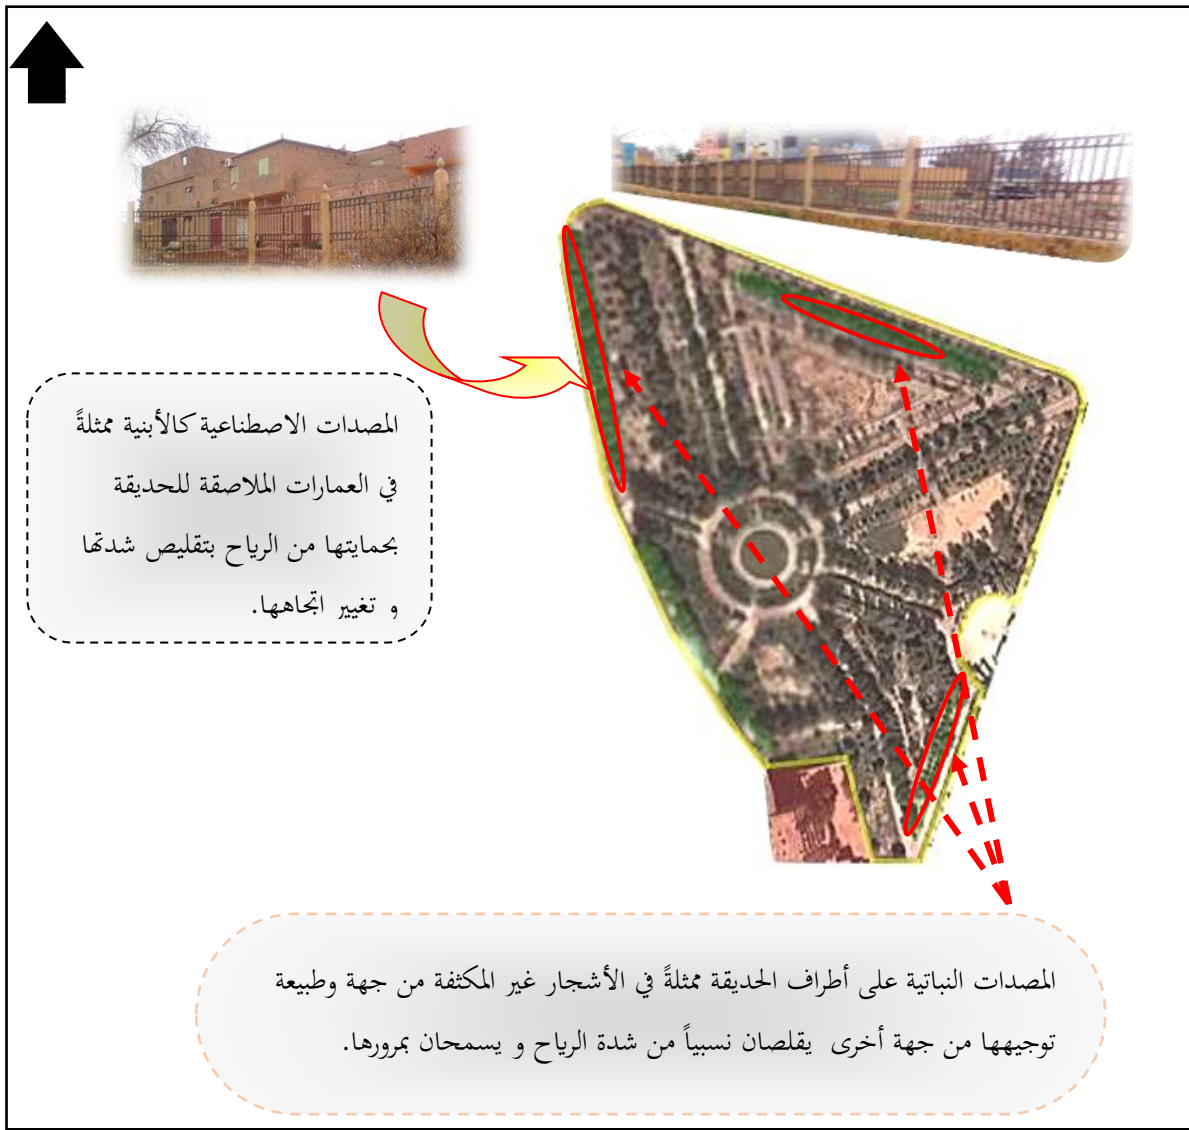 المصدات الاصطناعية كالأبنية ممثلةً
في العمارات الملاصقة للحديقة
بحمايتها من الرياح بتقليص شدتها
و تغيير اتجاهها.
المصدات النباتية على أطراف الحديقة ممثلةً في الأشجار غير المكثفة من جهة وطبيعة
توجيهها من جهة أخرى يقلصان نسبياً من شدة الرياح و يسمحان بمرورها.